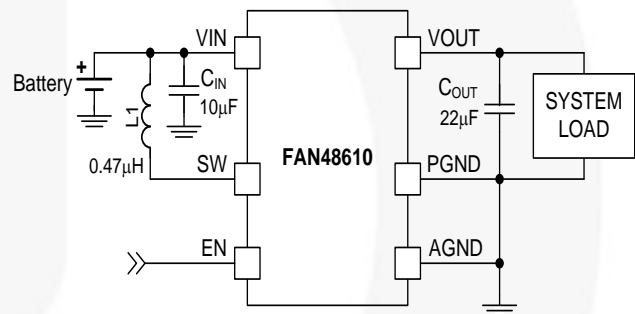 VIN
VOUT
+
Battery
L1
CIN
10µF
COUT
22µF
SYSTEM
LOAD
0.47µH
SW
FAN48610
PGND
EN
AGND